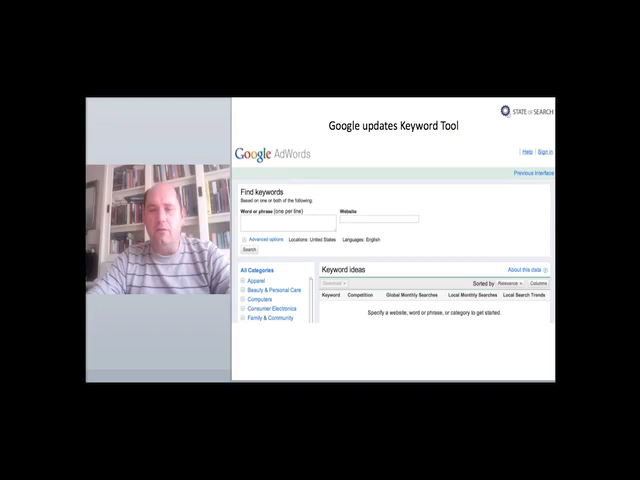 STATE OF SEARCH
Google updates Keyword Tool
Google AdWords
Help | Sign in
Previous Interface
Find keywords
Based on one or both of the following:
Word or phrase (one per line) Website
Advanced options Locations: United States Languages: English
Search
All Categories
Apparel
Beauty & Personal Care
Computers
Consumer Electronics
Family & Community
Keyword ideas About this data
Download Sorted by Relevance Columns
Keyword Competition Global Monthly Searches Local Monthly Searches Local Search Trends
Specify a website, word or phrase, or category to get started.